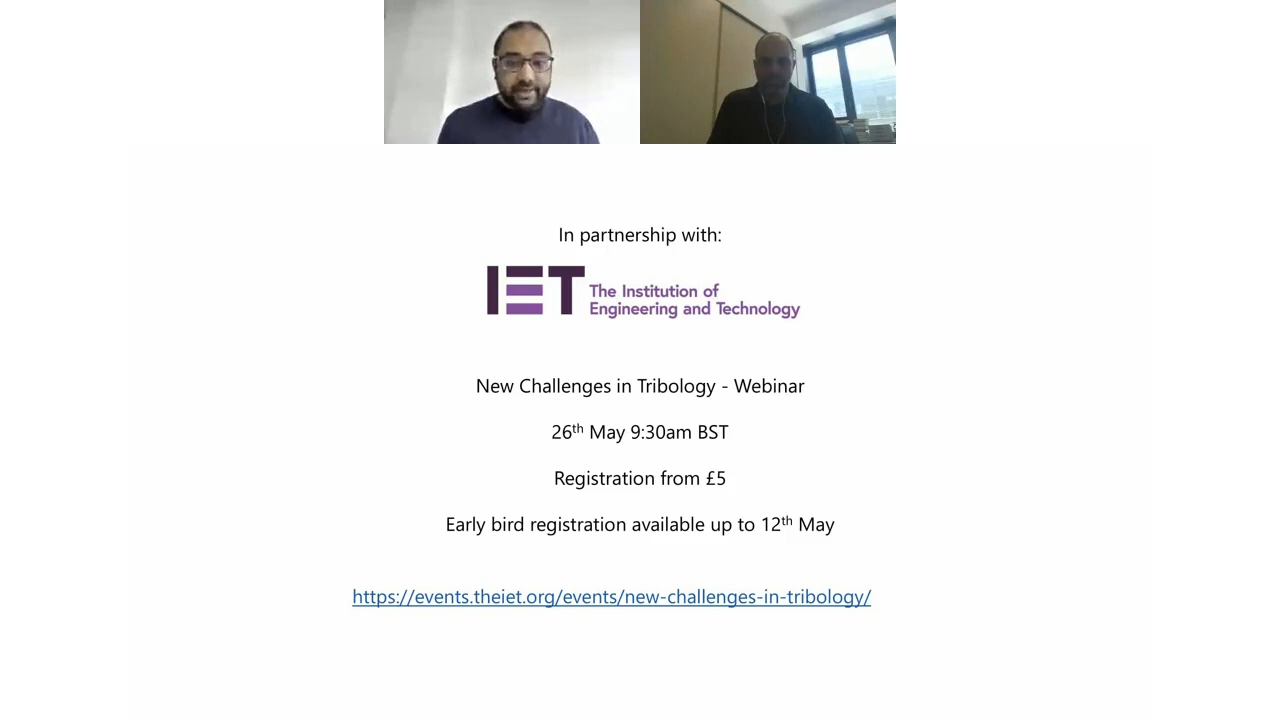 In partnership with:
IET The Institution of
Engineering and Technology
New Challenges in Tribology - Webinar
26th May 9:30am BST
Registration from £5
Early bird registration available up to 12th May
https://events.theiet.org/events/new-challenges-in-tribology/